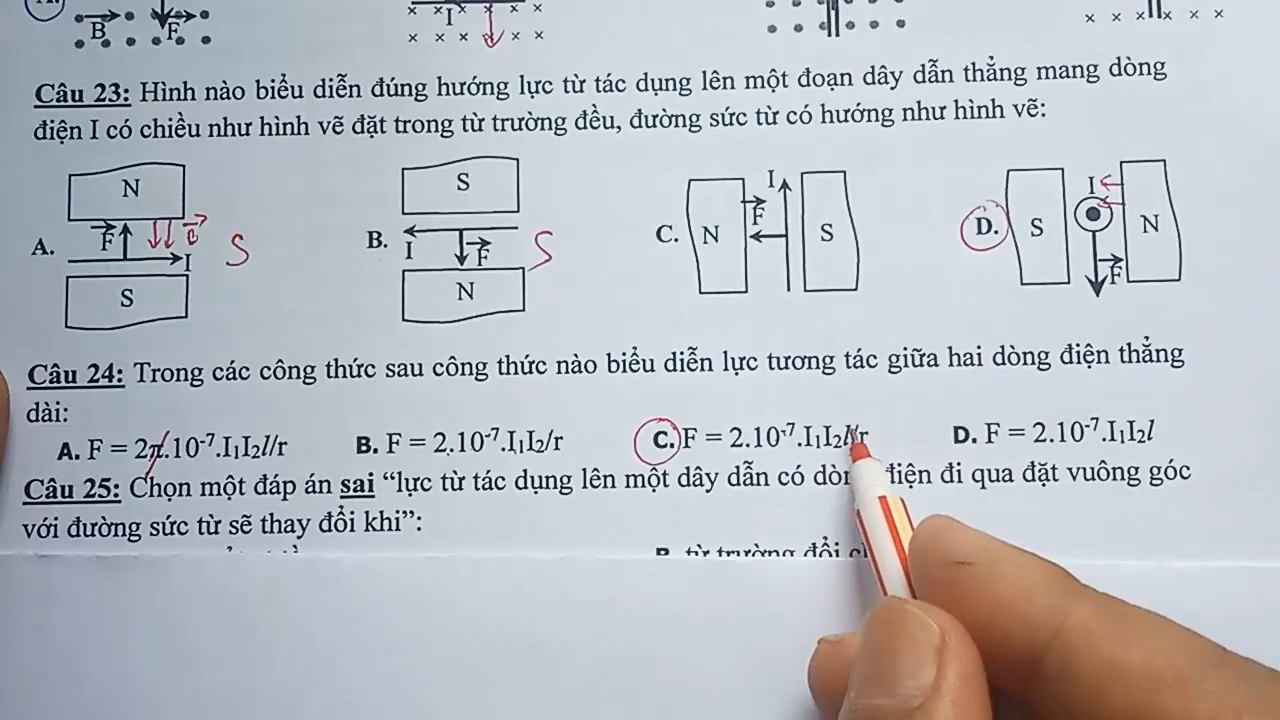 B F I
Câu 23: Hình nào biểu diễn đúng hướng lực từ tác dụng lên một đoạn dây dẫn thẳng mang dòng
điện I có chiều như hình vẽ đặt trong từ trường đều, đường sức từ có hướng như hình vẽ:
A. N F I S S
B. S I F N S
C. N F I S
D. S I F N
Câu 24: Trong các công thức sau công thức nào biểu diễn lực tương tác giữa hai dòng điện thẳng
dài:
A. F = 2π.10⁻⁷.I₁I₂l/r B. F = 2.10⁻⁷.I₁I₂/r C. F = 2.10⁻⁷.I₁I₂l/r D. F = 2.10⁻⁷.I₁I₂l
Câu 25: Chọn một đáp án sai “lực từ tác dụng lên một dây dẫn có điện đi qua đặt vuông góc
với đường sức từ sẽ thay đổi khi”:
B. từ trường đổi